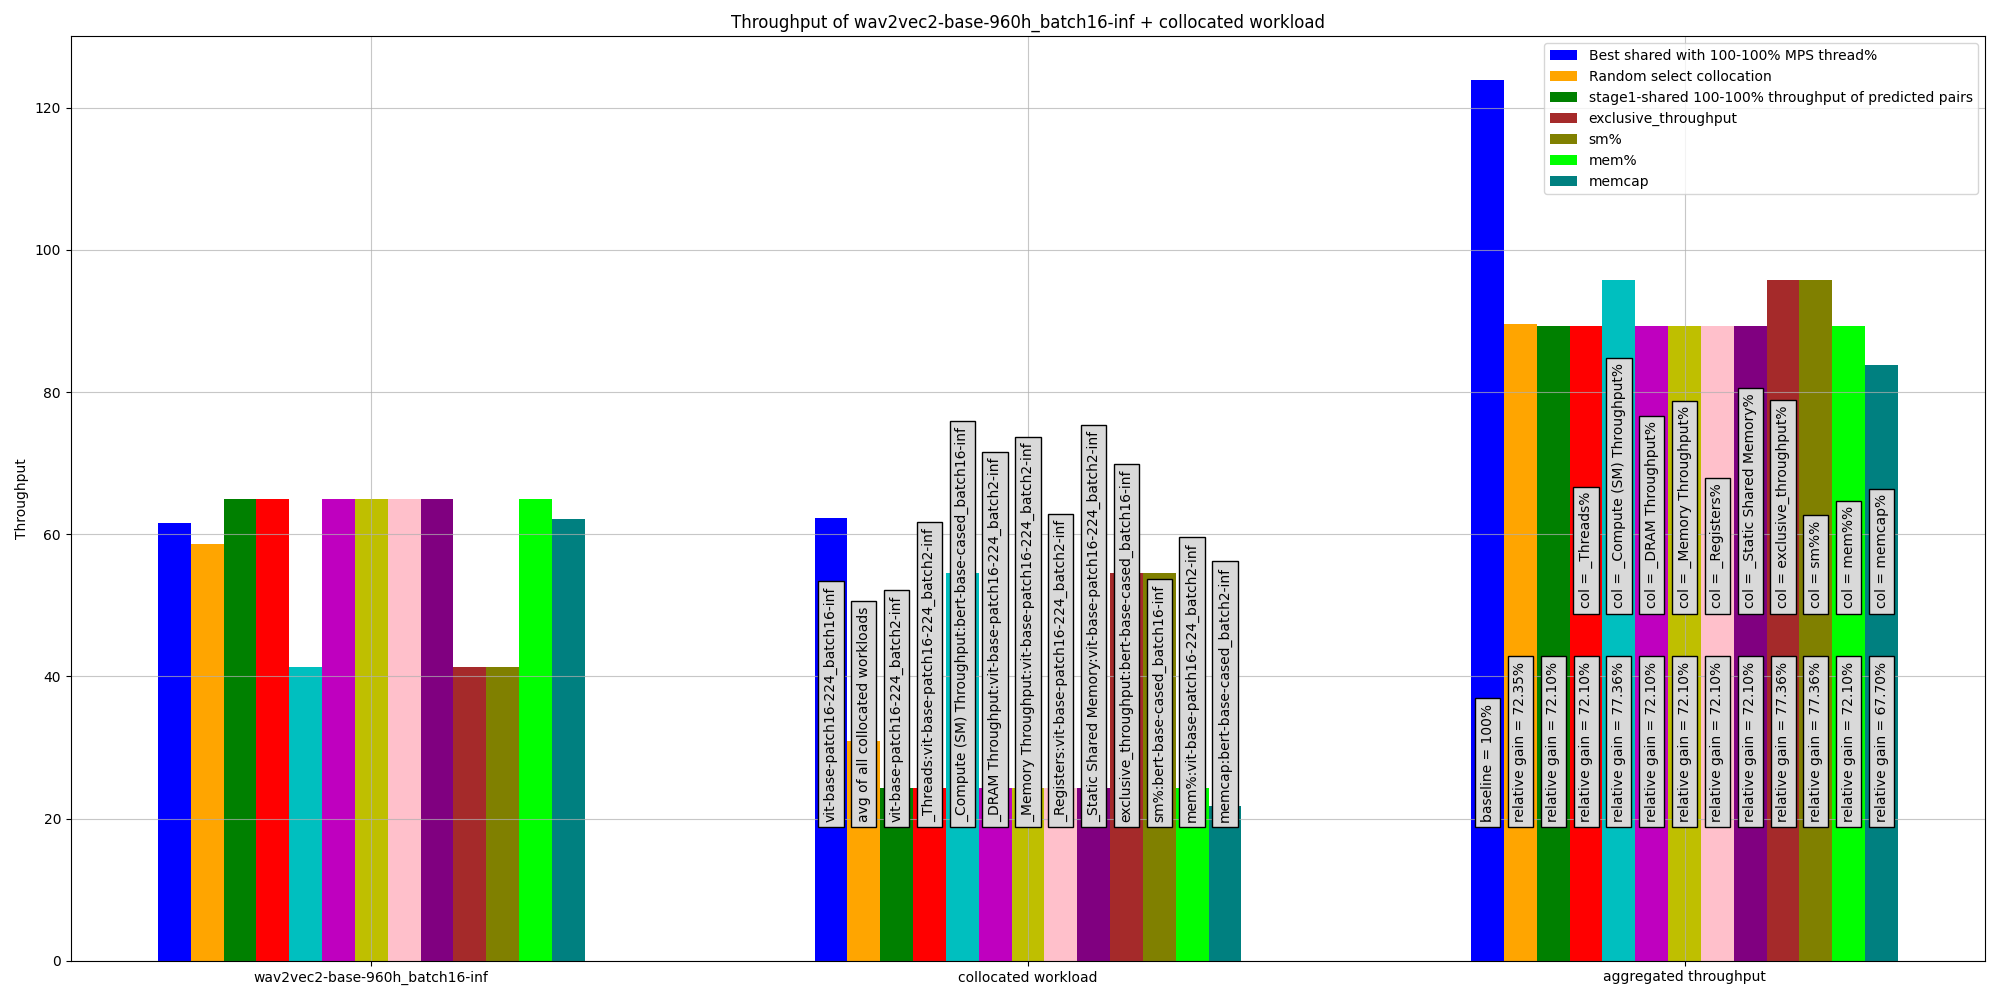 Throughput of wav2vec2-base-960h_batch16-inf + collocated workload
Best shared with 100-100% MPS thread%
Random select collocation
stage1-shared 100-100% throughput of predicted pairs
exclusive_throughput
sm%
mem%
memcap
Throughput
120
100
80
60
40
20
0
vit-base-patch16-224_batch16-inf
avg of all collocated workloads
vit-base-patch16-224_batch2-inf
_Threads:vit-base-patch16-224_batch2-inf
_Compute (SM) Throughput:bert-base-cased_batch16-inf
_DRAM Throughput:vit-base-patch16-224_batch2-inf
_Memory Throughput:vit-base-patch16-224_batch2-inf
_Registers:vit-base-patch16-224_batch2-inf
_Static Shared Memory:vit-base-patch16-224_batch2-inf
exclusive_throughput:bert-base-cased_batch16-inf
sm%:bert-base-cased_batch16-inf
mem%:vit-base-patch16-224_batch2-inf
memcap:bert-base-cased_batch2-inf
col = _Threads%
col = _Compute (SM) Throughput%
col = _DRAM Throughput%
col = _Memory Throughput%
col = _Registers%
col = _Static Shared Memory%
col = exclusive_throughput%
col = sm%%
col = mem%%
col = memcap%
baseline = 100%
relative gain = 72.35%
relative gain = 72.10%
relative gain = 72.10%
relative gain = 77.36%
relative gain = 72.10%
relative gain = 72.10%
relative gain = 72.10%
relative gain = 72.10%
relative gain = 77.36%
relative gain = 77.36%
relative gain = 72.10%
relative gain = 67.70%
wav2vec2-base-960h_batch16-inf
collocated workload
aggregated throughput